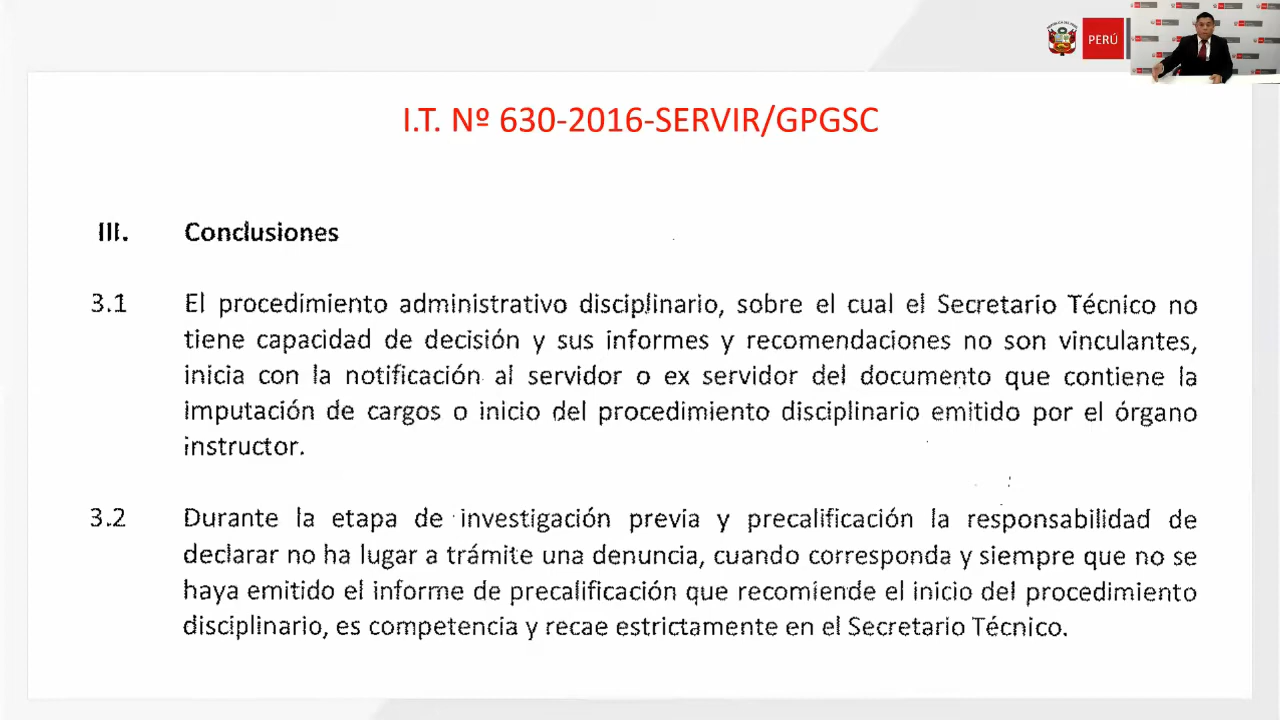 PERÚ
I.T. Nº 630-2016-SERVIR/GPGSC
III. Conclusiones
3.1 El procedimiento administrativo disciplinario, sobre el cual el Secretario Técnico no
tiene capacidad de decisión y sus informes y recomendaciones no son vinculantes,
inicia con la notificación al servidor o ex servidor del documento que contiene la
imputación de cargos o inicio del procedimiento disciplinario emitido por el órgano
instructor.
3.2 Durante la etapa de investigación previa y precalificación la responsabilidad de
declarar no ha lugar a trámite una denuncia, cuando corresponda y siempre que no se
haya emitido el informe de precalificación que recomiende el inicio del procedimiento
disciplinario, es competencia y recae estrictamente en el Secretario Técnico.